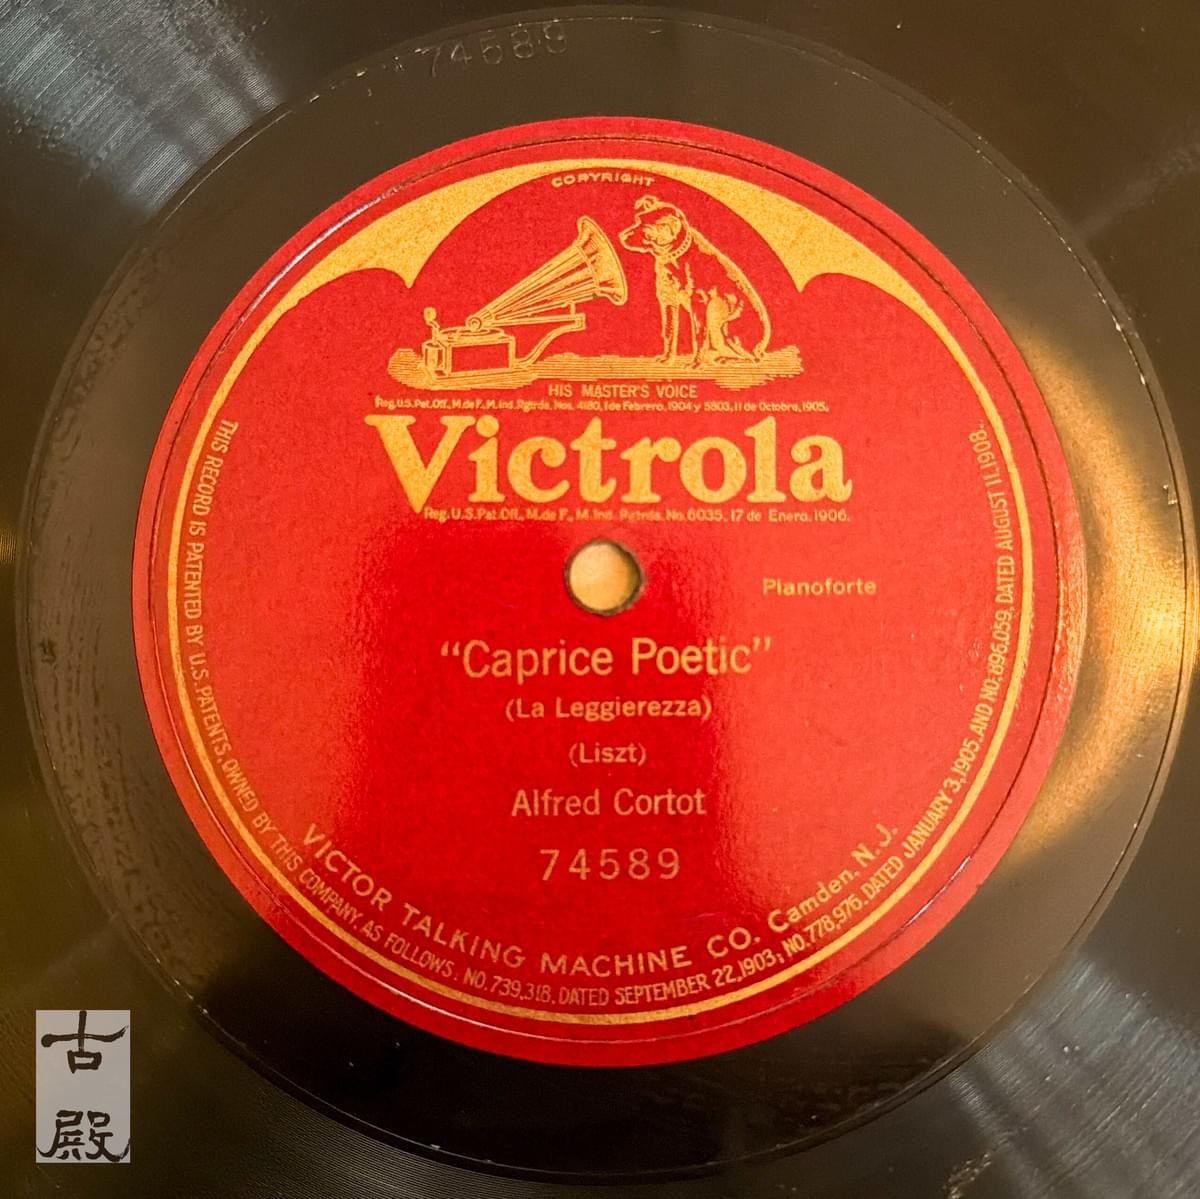 74589
COPYRIGHT
HIS MASTER'S VOICE
Reg.U.S.Pat.Off.,M.de F.,M.Ind.Rgtrda.Nos.4180,1 de Febrero,1904 y 5803,11 de Octobre,1905.
Victrola
Reg.U.S.Pat.Off.,M.de F.,M.Ind.Rgtrda.No.6035,17 de Enero,1906.
Pianoforte
“Caprice Poetic”
(La Leggierezza)
(Liszt)
Alfred Cortot
74589
VICTOR TALKING MACHINE CO. Camden, N.J.
THIS RECORD IS PATENTED BY U.S.PATENTS,OWNED BY THIS COMPANY, AS FOLLOWS, NO.739,318, DATED SEPTEMBER 22,1903; NO.778,976, DATED JANUARY 3,1905, AND NO.896,059, DATED AUGUST 11,1908.
古
殿